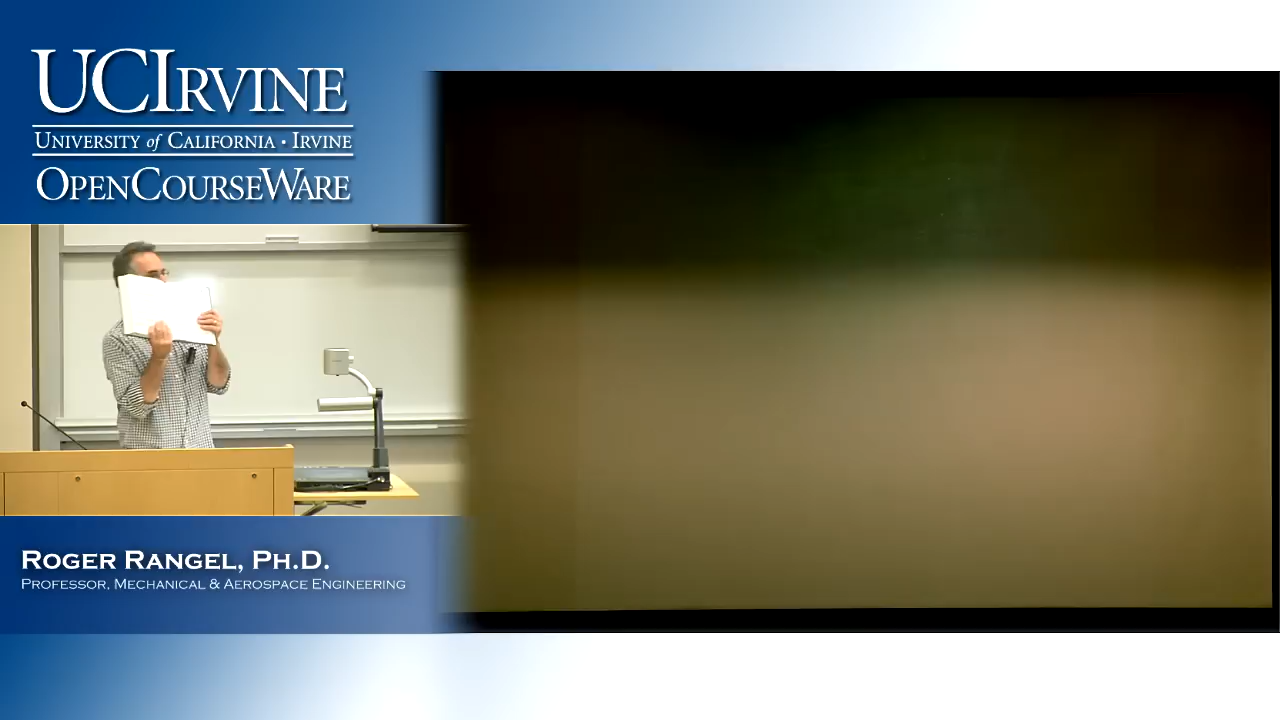 UCIRVINE
UNIVERSITY of CALIFORNIA · IRVINE
OPENCOURSEWARE
ROGER RANGEL, PH.D.
PROFESSOR, MECHANICAL & AEROSPACE ENGINEERING